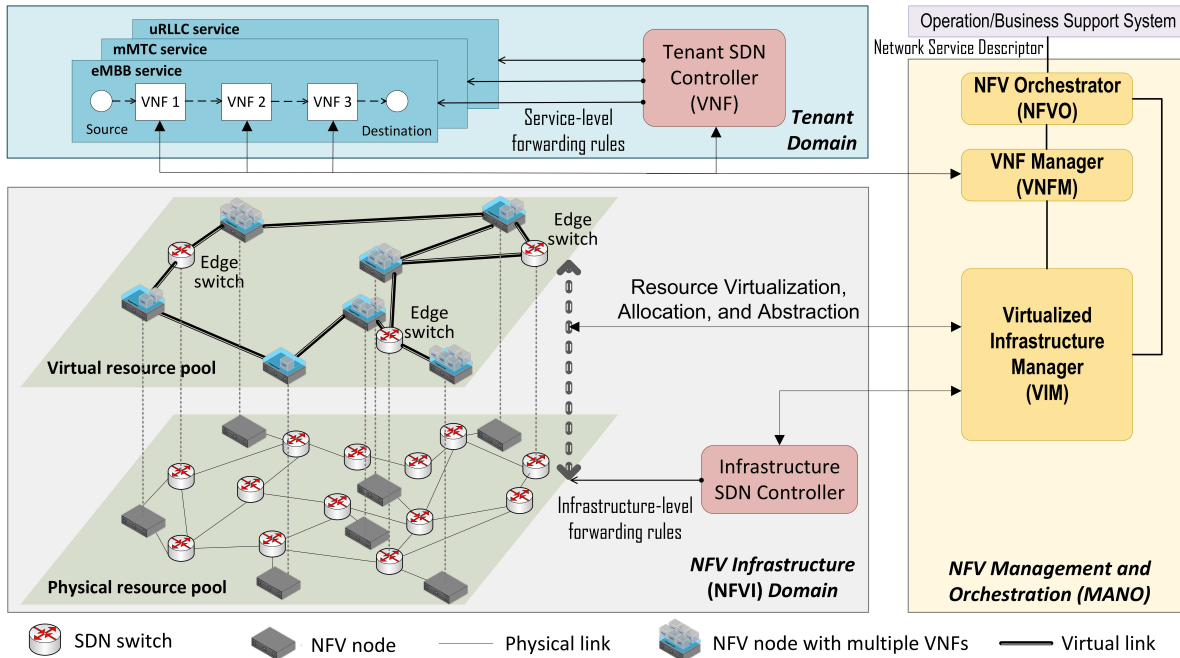 uRLLC service
mMTC service
eMBB service
VNF 1
VNF 2
VNF 3
Source
Destination
Tenant SDN
Controller
(VNF)
Service-level
forwarding rules
Tenant
Domain
Operation/Business Support System
Network Service Descriptor
NFV Orchestrator
(NFVO)
VNF Manager
(VNFM)
Virtualized
Infrastructure
Manager
(VIM)
NFV Management and
Orchestration (MANO)
Edge
switch
Edge
switch
Edge
switch
Virtual resource pool
Resource Virtualization,
Allocation, and Abstraction
Infrastructure
SDN Controller
Infrastructure-level
forwarding rules
Physical resource pool
NFV Infrastructure
(NFVI) Domain
SDN switch
NFV node
Physical link
NFV node with multiple VNFs
Virtual link